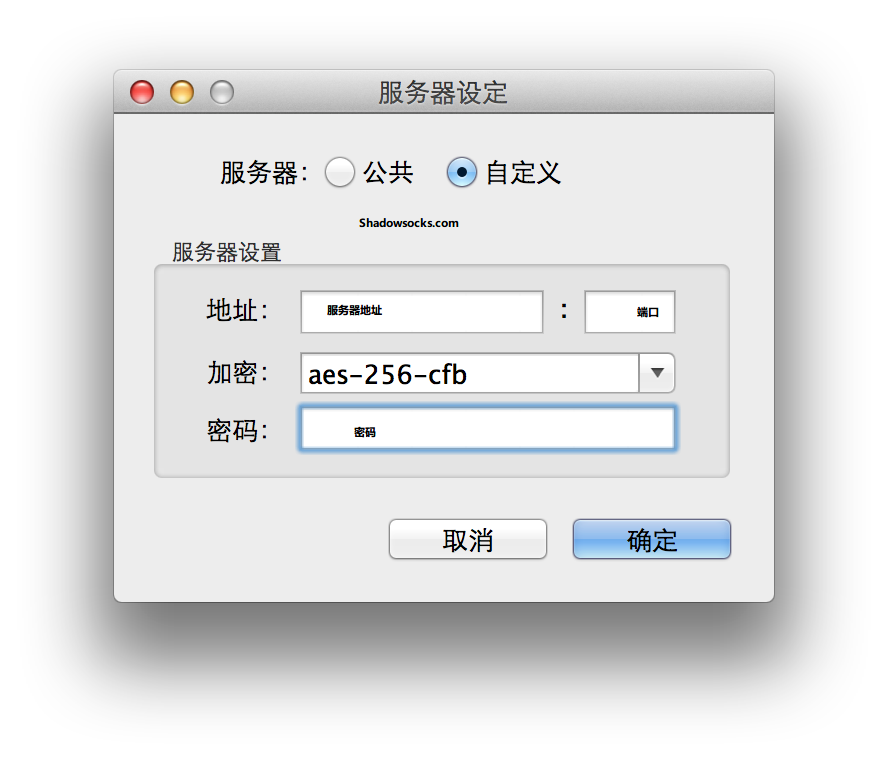 服务器设定
服务器: 公共 自定义
Shadowsocks.com
服务器设置
地址: 服务器地址 : 端口
加密: aes-256-cfb
密码: 密码
取消 确定